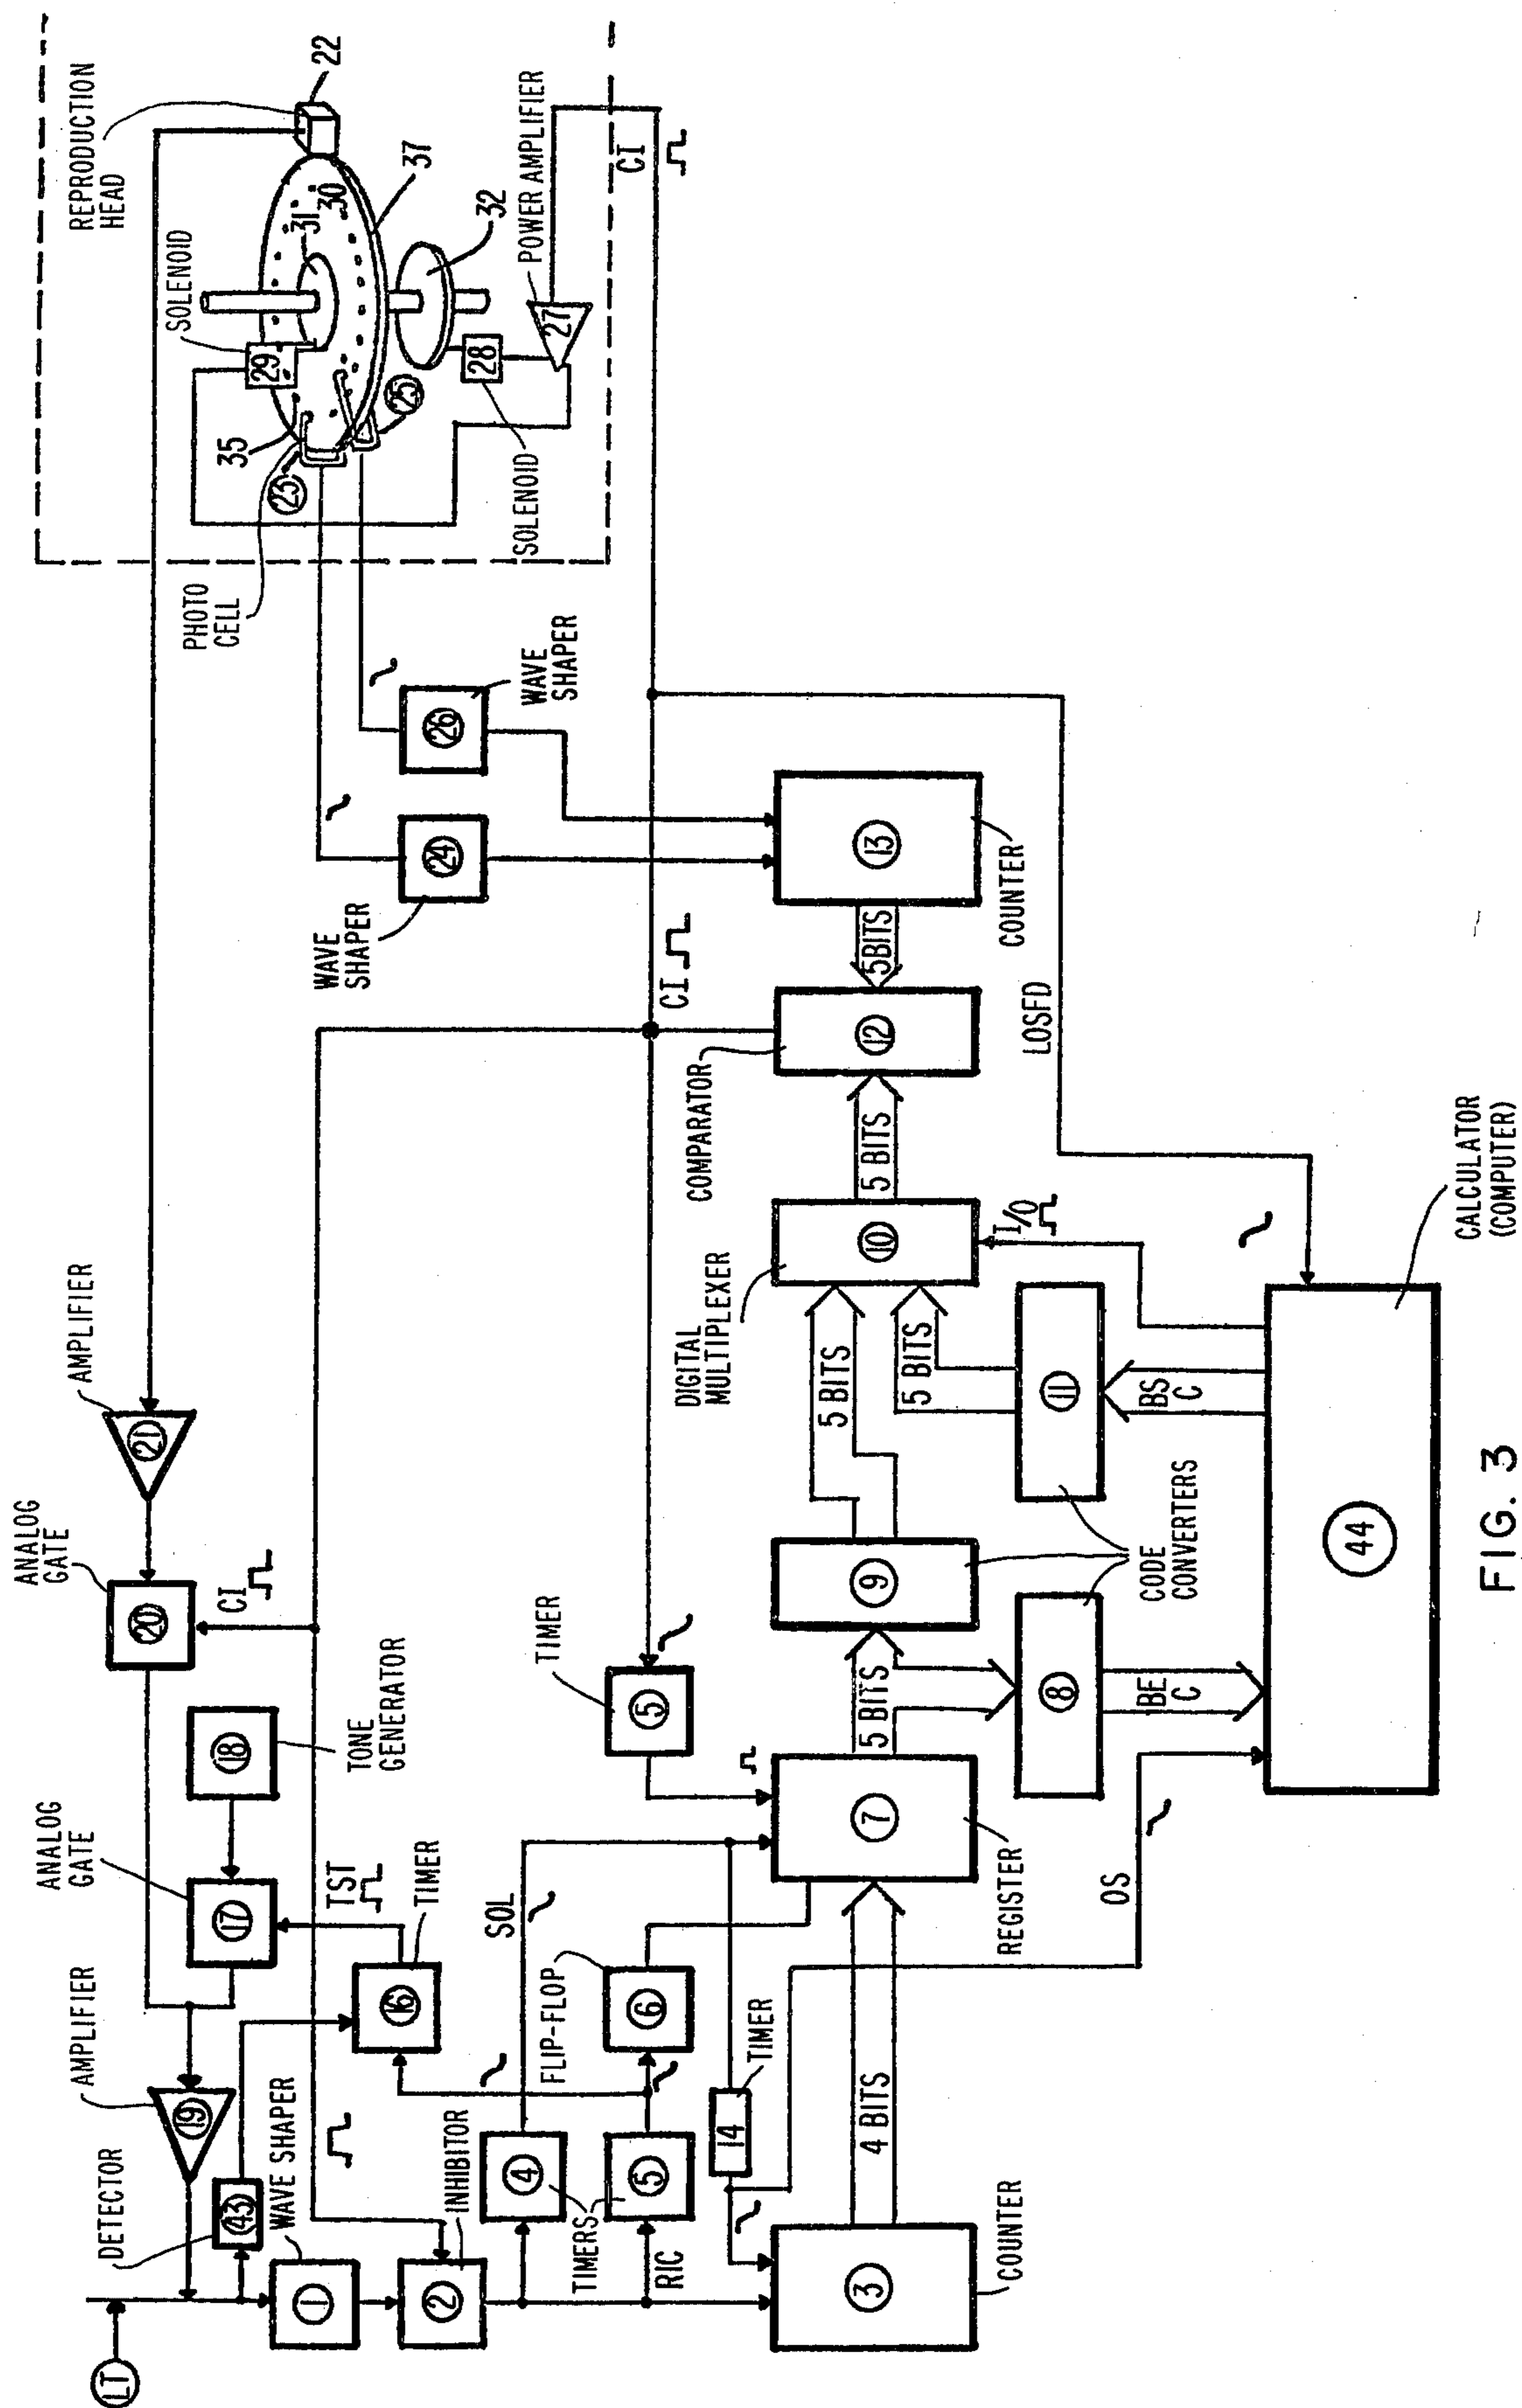 REPRODUCTION
HEAD
22
SOLENOID
29
31
30
37
35
PHOTO
CELL
23
25
32
28
SOLENOID
27
POWER AMPLIFIER
CI
26
WAVE
SHAPER
24
WAVE
SHAPER
13
COUNTER
5 BITS
CI
12
COMPARATOR
LOSFD
5 BITS
10
DIGITAL
MULTIPLEXER
I/O
AMPLIFIER
21
ANALOG
GATE
20
CI
18
TONE
GENERATOR
ANALOG
GATE
17
TST
16
TIMER
AMPLIFIER
19
DETECTOR
43
WAVE SHAPER
1
LT
2
INHIBITOR
4
TIMERS
5
RIC
SOL
FLIP-FLOP
6
TIMER
5
14
TIMER
3
COUNTER
4 BITS
7
REGISTER
5 BITS
9
5 BITS
5 BITS
8
11
CODE
CONVERTERS
BE
C
BS
C
OS
44
CALCULATOR
(COMPUTER)
FIG. 3